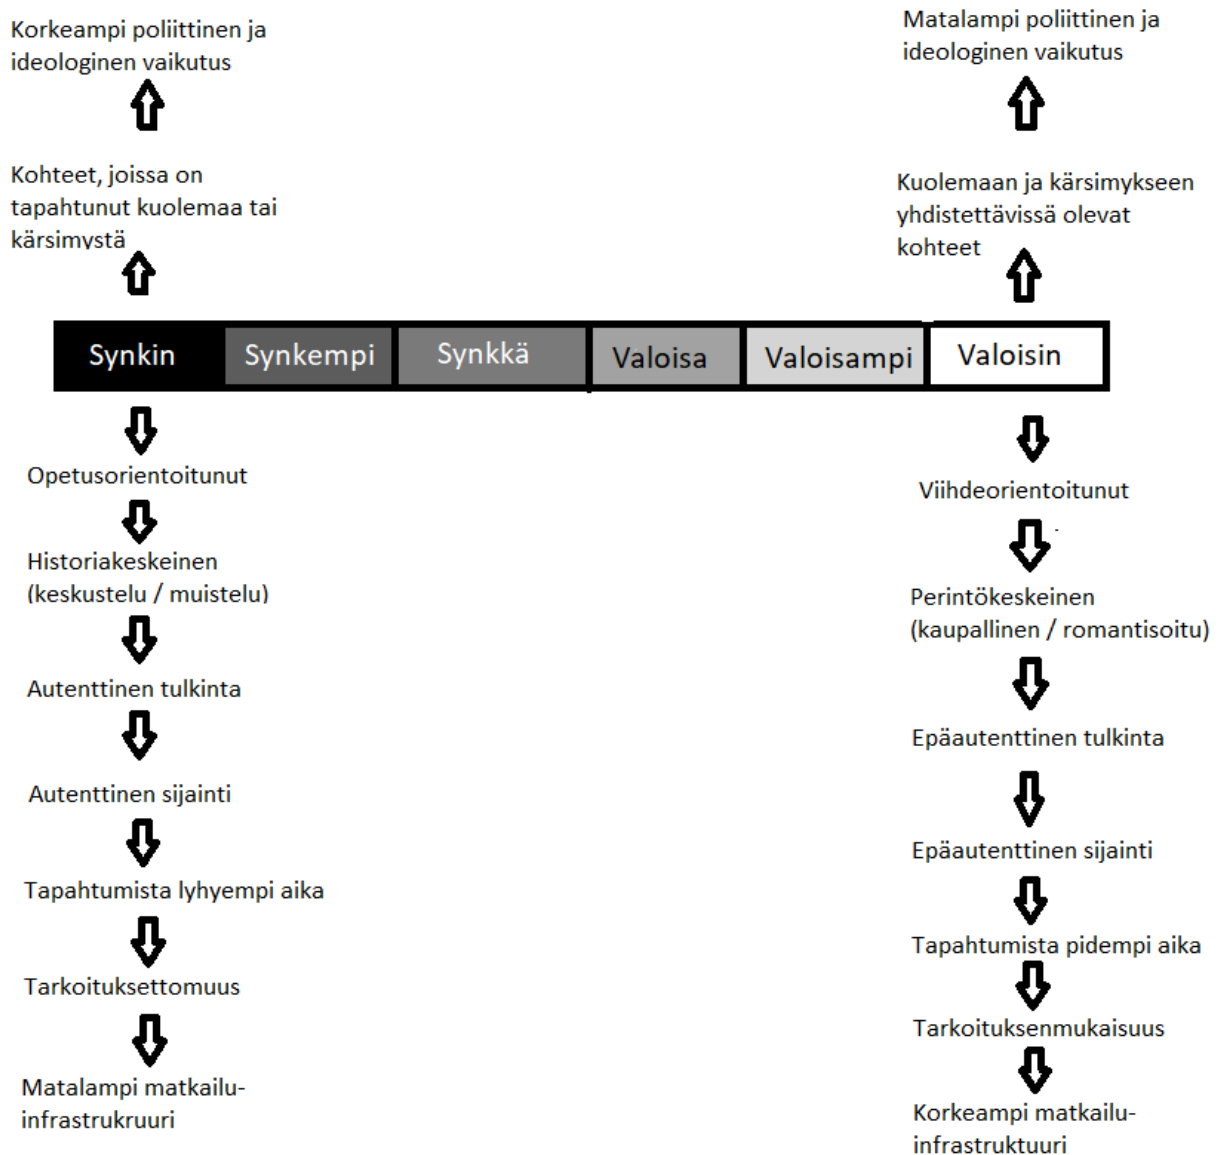 Korkeampi poliittinen ja
ideologinen vaikutus
Matalampi poliittinen ja
ideologinen vaikutus
Kohteet, joissa on
tapahtunut kuolemaa tai
kärsimystä
Kuolemaan ja kärsimykseen
yhdistettävissä olevat
kohteet
Synkin
Synkempi
Synkkä
Valoisa
Valoisampi
Valoisin
Opetusorientoitunut
Historiakeskeinen
(keskustelu / muistelu)
Autenttinen tulkinta
Autenttinen sijainti
Tapahtumista lyhyempi aika
Tarkoituksettomuus
Matalampi matkailu-
infrastrukruuri
Viihdeorientoitunut
Perintökeskeinen
(kaupallinen / romantisoitu)
Epäautenttinen tulkinta
Epäautenttinen sijainti
Tapahtumista pidempi aika
Tarkoituksenmukaisuus
Korkeampi matkailu-
infrastruktuuri